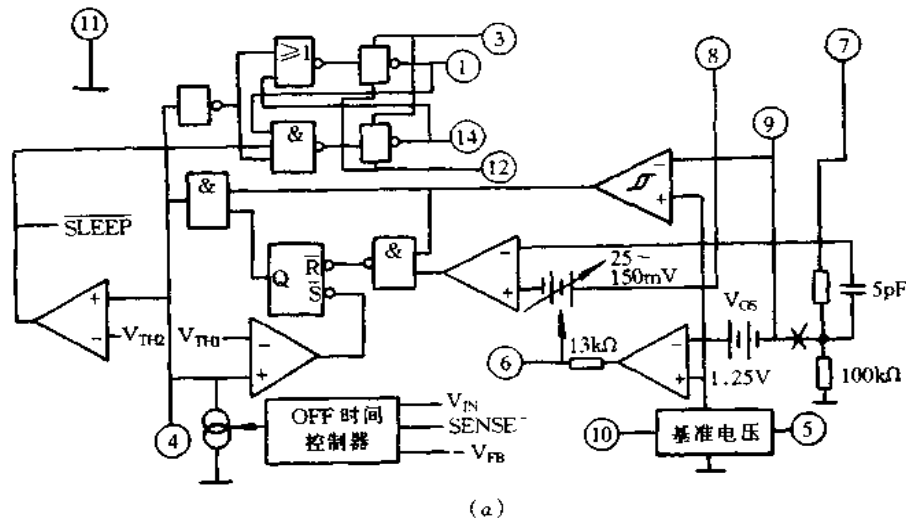 11
3
≥1
1
8
7
&
14
12
9
&
−
+
SLEEP
Q
R
S
&
−
+
25～
150mV
5pF
V_OS
+
−
V_TH2
V_TH1
−
+
6
13kΩ
−
+
1.25V
100kΩ
4
OFF 时间
控制器
V_IN
SENSE⁻
V_FB
10
基准电压
5
(a)